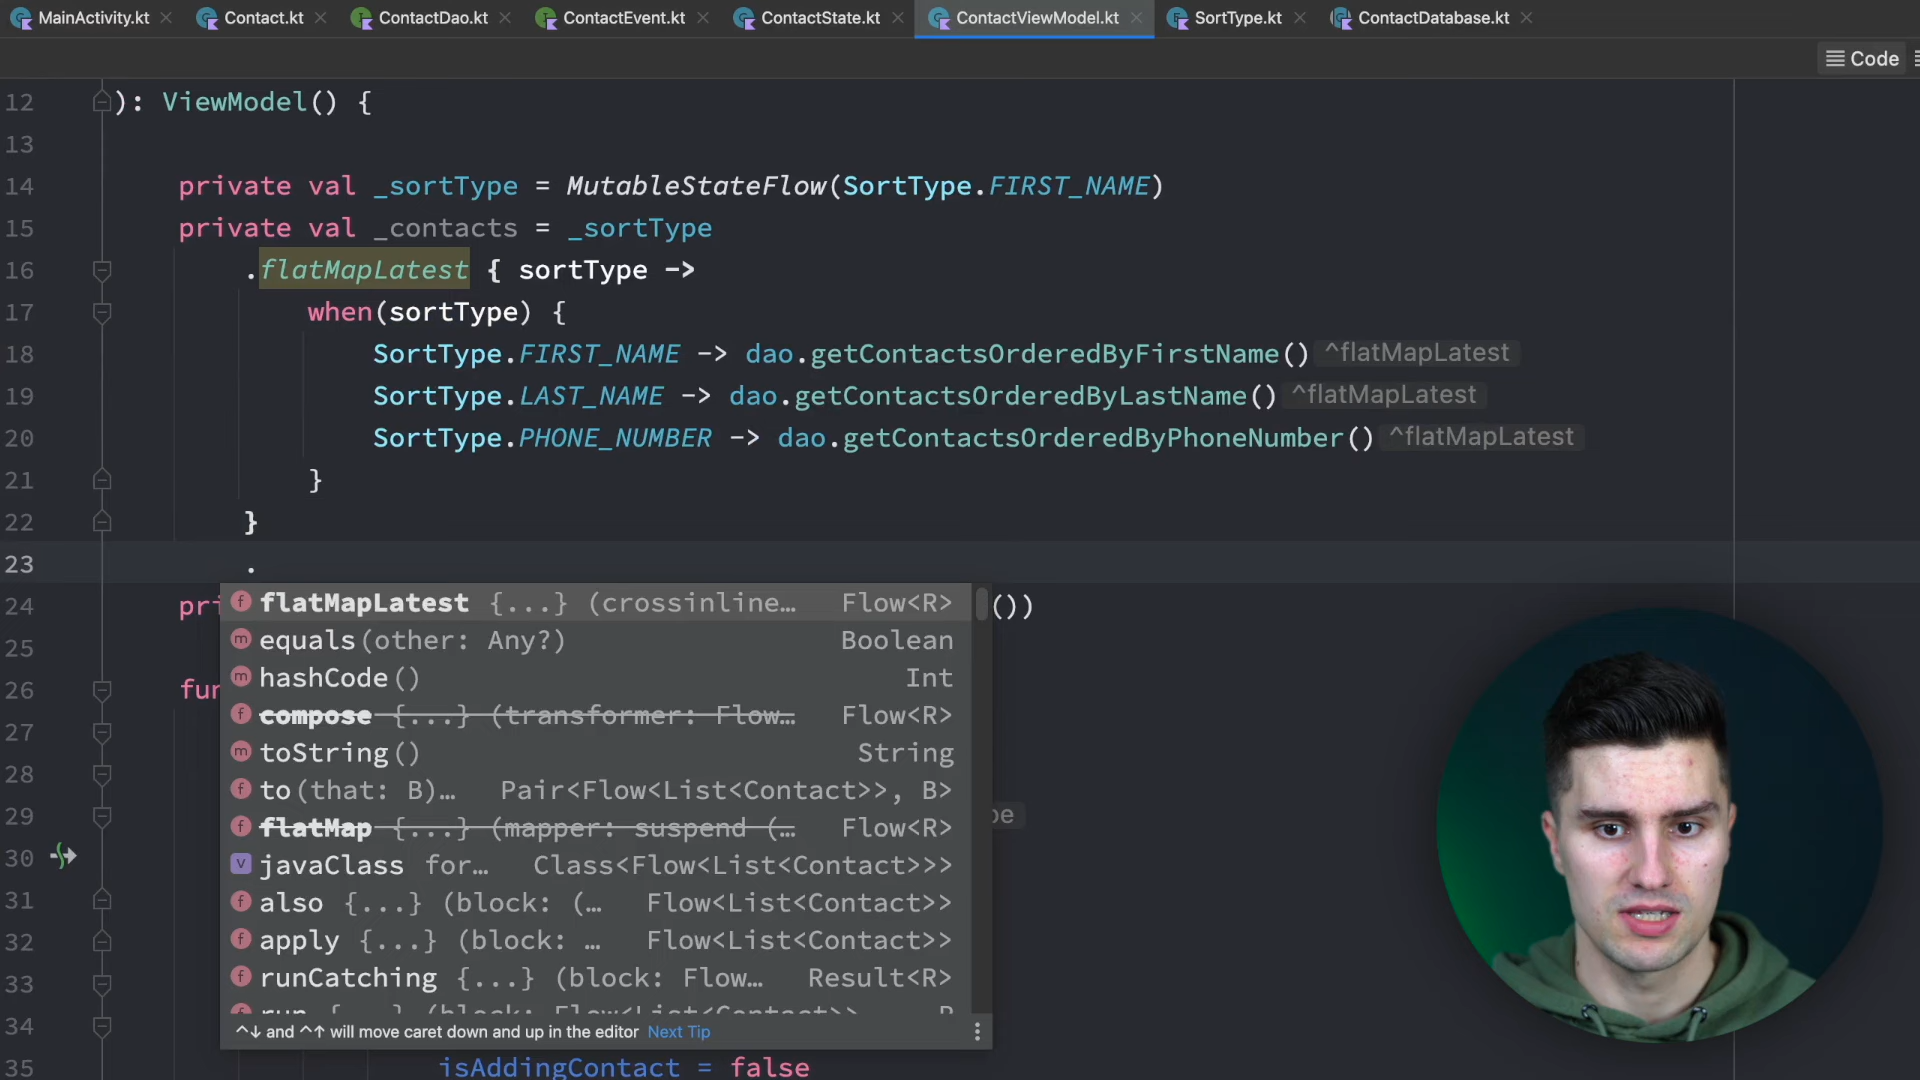 MainActivity.kt Contact.kt ContactDao.kt ContactEvent.kt ContactState.kt ContactViewModel.kt SortType.kt ContactDatabase.kt
Code
12 ): ViewModel() {
13
14 private val _sortType = MutableStateFlow(SortType.FIRST_NAME)
15 private val _contacts = _sortType
16 .flatMapLatest { sortType ->
17 when(sortType) {
18 SortType.FIRST_NAME -> dao.getContactsOrderedByFirstName() ^flatMapLatest
19 SortType.LAST_NAME -> dao.getContactsOrderedByLastName() ^flatMapLatest
20 SortType.PHONE_NUMBER -> dao.getContactsOrderedByPhoneNumber() ^flatMapLatest
21 }
22 }
23 .
24 pri ())
flatMapLatest {...} (crossinline… Flow<R>
25
equals(other: Any?) Boolean
26 fun
hashCode() Int
27
compose {...} (transformer: Flow… Flow<R>
28
toString() String
to(that: B)… Pair<Flow<List<Contact>>, B>
29 pe
flatMap {...} (mapper: suspend (… Flow<R>
30
javaClass for… Class<Flow<List<Contact>>>
31
also {...} (block: (… Flow<List<Contact>>
32
apply {...} (block: … Flow<List<Contact>>
33
runCatching {...} (block: Flow… Result<R>
34
run {...} (block: Flow<List<Contact>> R
^↓ and ^↑ will move caret down and up in the editor Next Tip
35 isAddingContact = false